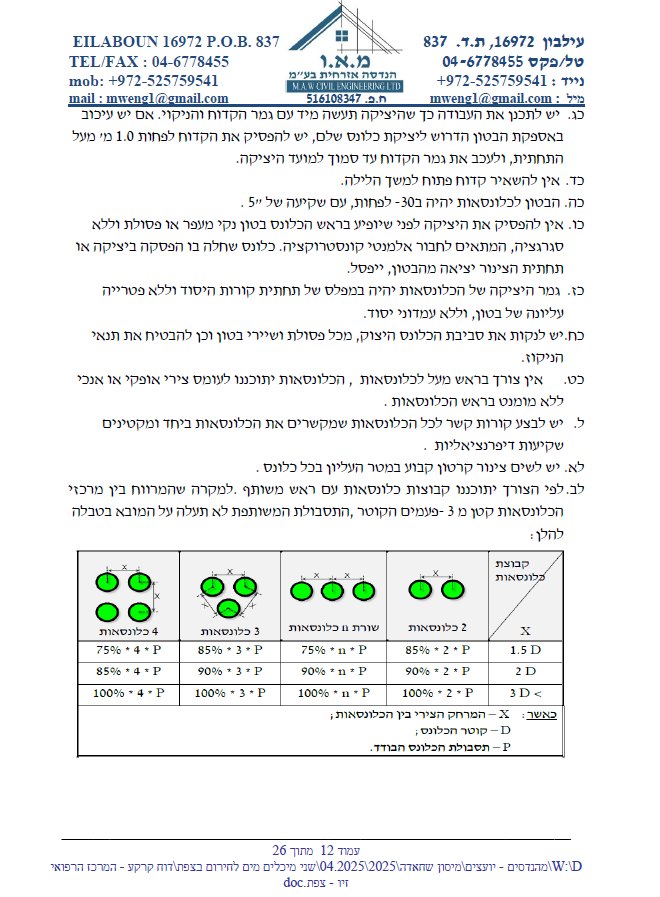 EILABOUN 16972 P.O.B. 837
TEL/FAX : 04-6778455
mob: +972-525759541
mail : mweng1@gmail.com
מ.א.ו
הנדסה אזרחית בע״מ
M.A.W CIVIL ENGINEERING LTD
ח.פ. 516108347
עילבון 16972, ת.ד. 837
טל/פקס 04-6778455
נייד : +972-525759541
מיל : mweng1@gmail.com
כג. יש לתכנן את העבודה כך שהיציקה תעשה מיד עם גמר הקדוח והניקוי. אם יש עיכוב
באספקת הבטון הדרוש ליציקת כלונס שלם, יש להפסיק את הקדוח לפחות 1.0 מ׳ מעל
התחתית, ולעכב את גמר הקדוח עד סמוך למועד היציקה.
כד. אין להשאיר קדוח פתוח למשך הלילה.
כה. הבטון לכלונסאות יהיה ב30- לפחות, עם שקיעה של 5״ .
כו. אין להפסיק את היציקה לפני שיופיע בראש הכלונס בטון נקי מעפר או פסולת וללא
סגרגציה, המתאים לחבור אלמנטי קונסטרוקציה. כלונס שחלה בו הפסקה ביציקה או
תחתית הצינור יציאה מהבטון, ייפסל.
כז. גמר היציקה של הכלונסאות יהיה במפלס של תחתית קורות היסוד וללא פטרייה
עליונה של בטון, וללא עמדוני יסוד.
כח.יש לנקות את סביבת הכלונס היצוק, מכל פסולת ושיירי בטון וכן להבטיח את תנאי
הניקוז.
כט. אין צורך בראש מעל לכלונסאות , הכלונסאות יתוכננו לעומס צירי אופקי או אנכי
ללא מומנט בראש הכלונסאות .
ל. יש לבצע קורות קשר לכל הכלונסאות שמקשרים את הכלונסאות ביחד ומקטינים
שקיעות דיפרנציאליות .
לא. יש לשים צינור קרטון קבוע במטר העליון בכל כלונס .
לב. לפי הצורך יתוכננו קבוצות כלונסאות עם ראש משותף .למקרה שהמרווח בין מרכזי
הכלונסאות קטן מ 3 -פעמים הקוטר ,התסבולת המשותפת לא תעלה על המובא בטבלה
להלן:
קבוצת כלונסאות X | X 2 כלונסאות | X X שורת n כלונסאות | X X X 3 כלונסאות | X X 4 כלונסאות
1.5 D | 85% * 2 * P | 75% * n * P | 85% * 3 * P | 75% * 4 * P
2 D | 90% * 2 * P | 90% * n * P | 90% * 3 * P | 85% * 4 * P
3 D < | 100% * 2 * P | 100% * n * P | 100% * 3 * P | 100% * 4 * P
כאשר: X – המרחק הצירי בין הכלונסאות;
D – קוטר הכלונס;
P – תסבולת הכלונס הבודד.
עמוד 12 מתוך 26
W:\D\מהנדסים - יועצים\מיסון שחאדה\2025\04.2025\שני מיכלים מים לחירום בצפת\דוח קרקע - המרכז הרפואי
זיו - צפת.doc